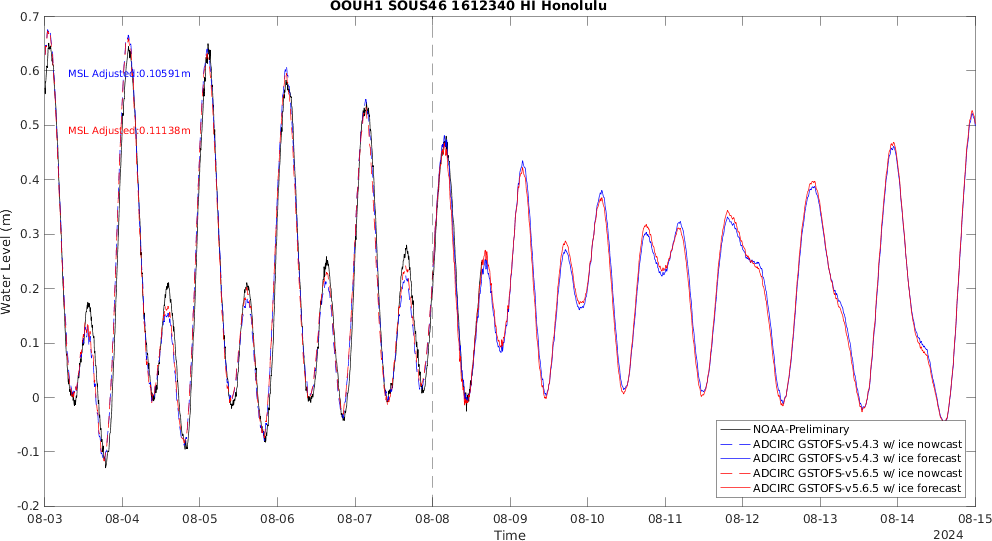 OOUH1 SOUS46 1612340 HI Honolulu
0.7
0.6
0.5
0.4
0.3
0.2
0.1
0
-0.1
-0.2
Water Level (m)
MSL Adjusted:0.10591m
MSL Adjusted:0.11138m
NOAA-Preliminary
ADCIRC GSTOFS-v5.4.3 w/ ice nowcast
ADCIRC GSTOFS-v5.4.3 w/ ice forecast
ADCIRC GSTOFS-v5.6.5 w/ ice nowcast
ADCIRC GSTOFS-v5.6.5 w/ ice forecast
08-03 08-04 08-05 08-06 08-07 08-08 08-09 08-10 08-11 08-12 08-13 08-14 08-15
Time
2024